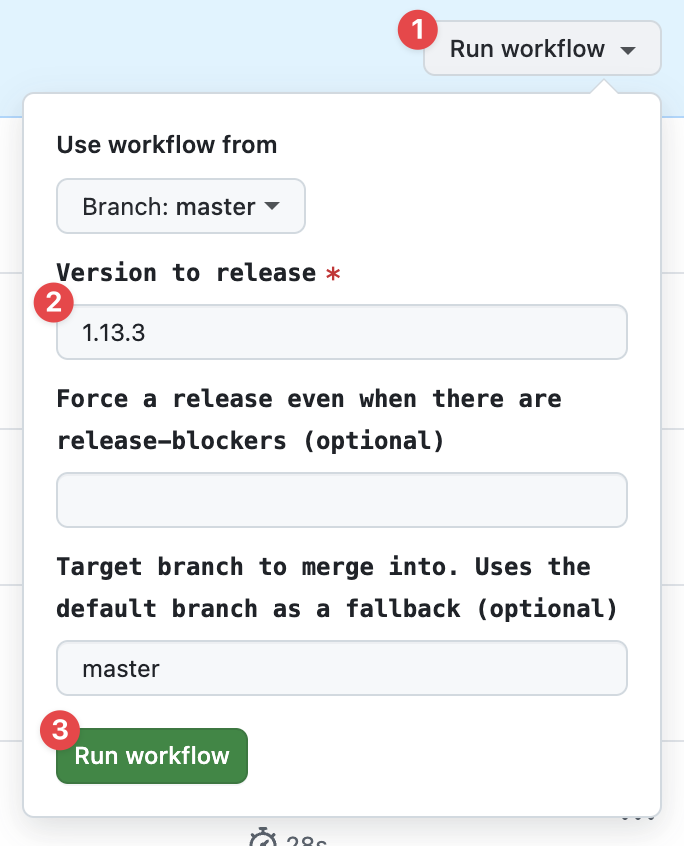 1
Run workflow
Use workflow from
Branch: master
Version to release *
2
1.13.3
Force a release even when there are
release-blockers (optional)
Target branch to merge into. Uses the
default branch as a fallback (optional)
master
3
Run workflow
28s